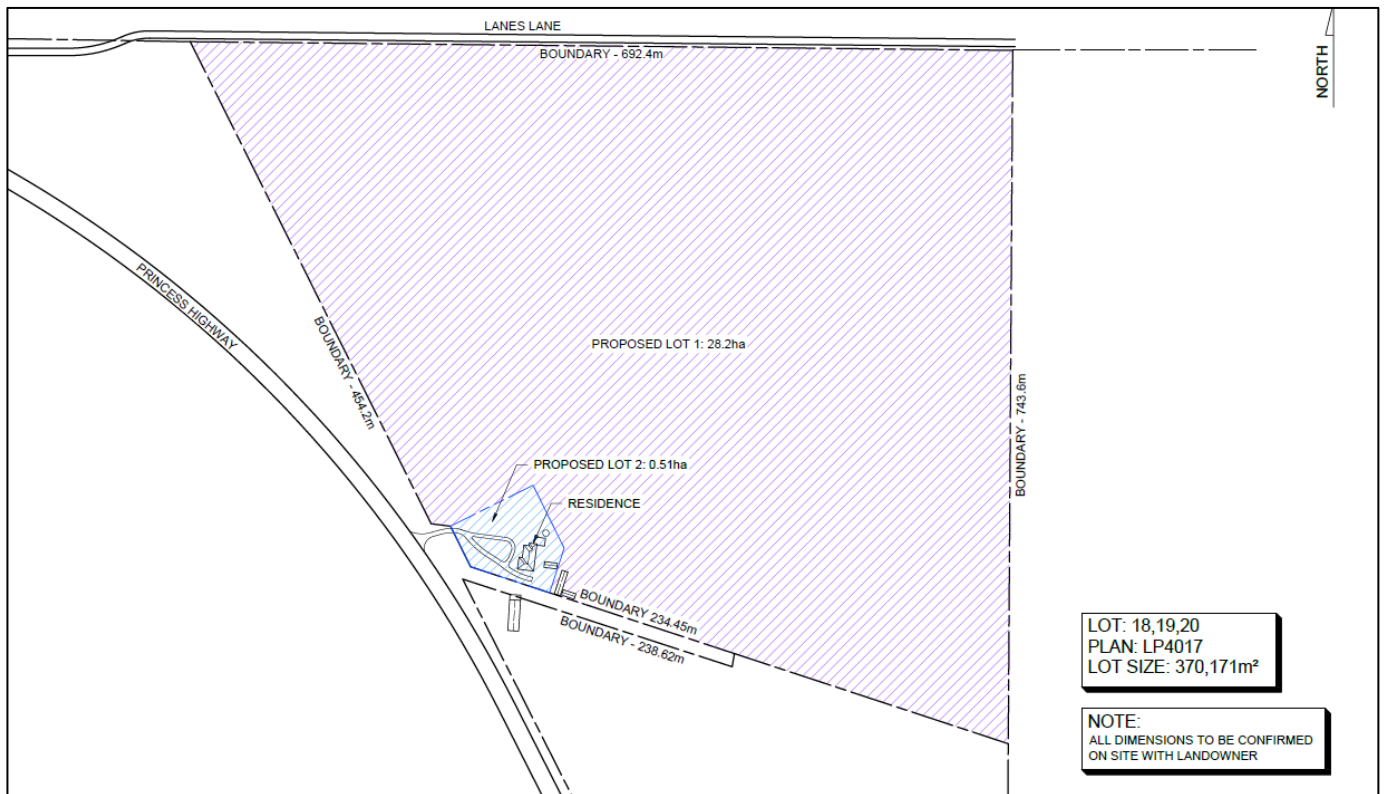 LANES LANE
BOUNDARY - 692.4m
NORTH
PRINCESS HIGHWAY
BOUNDARY - 454.2m
PROPOSED LOT 1: 28.2ha
BOUNDARY - 743.6m
PROPOSED LOT 2: 0.51ha
RESIDENCE
BOUNDARY 234.45m
BOUNDARY - 238.62m
LOT: 18,19,20
PLAN: LP4017
LOT SIZE: 370,171m²
NOTE:
ALL DIMENSIONS TO BE CONFIRMED
ON SITE WITH LANDOWNER